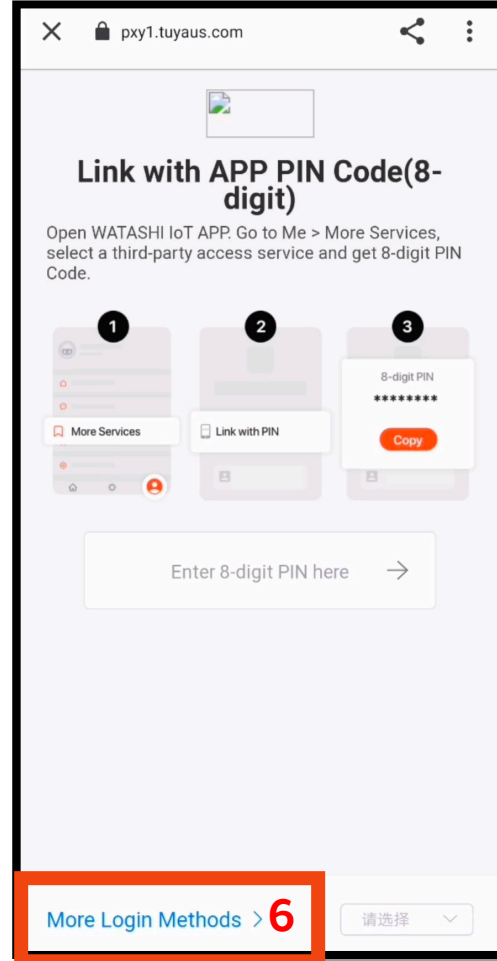 pxy1.tuyaus.com
Link with APP PIN Code(8-
digit)
Open WATASHI IoT APP. Go to Me > More Services,
select a third-party access service and get 8-digit PIN
Code.
1
2
3
More Services
Link with PIN
8-digit PIN
********
Copy
Enter 8-digit PIN here
More Login Methods > 6
请选择